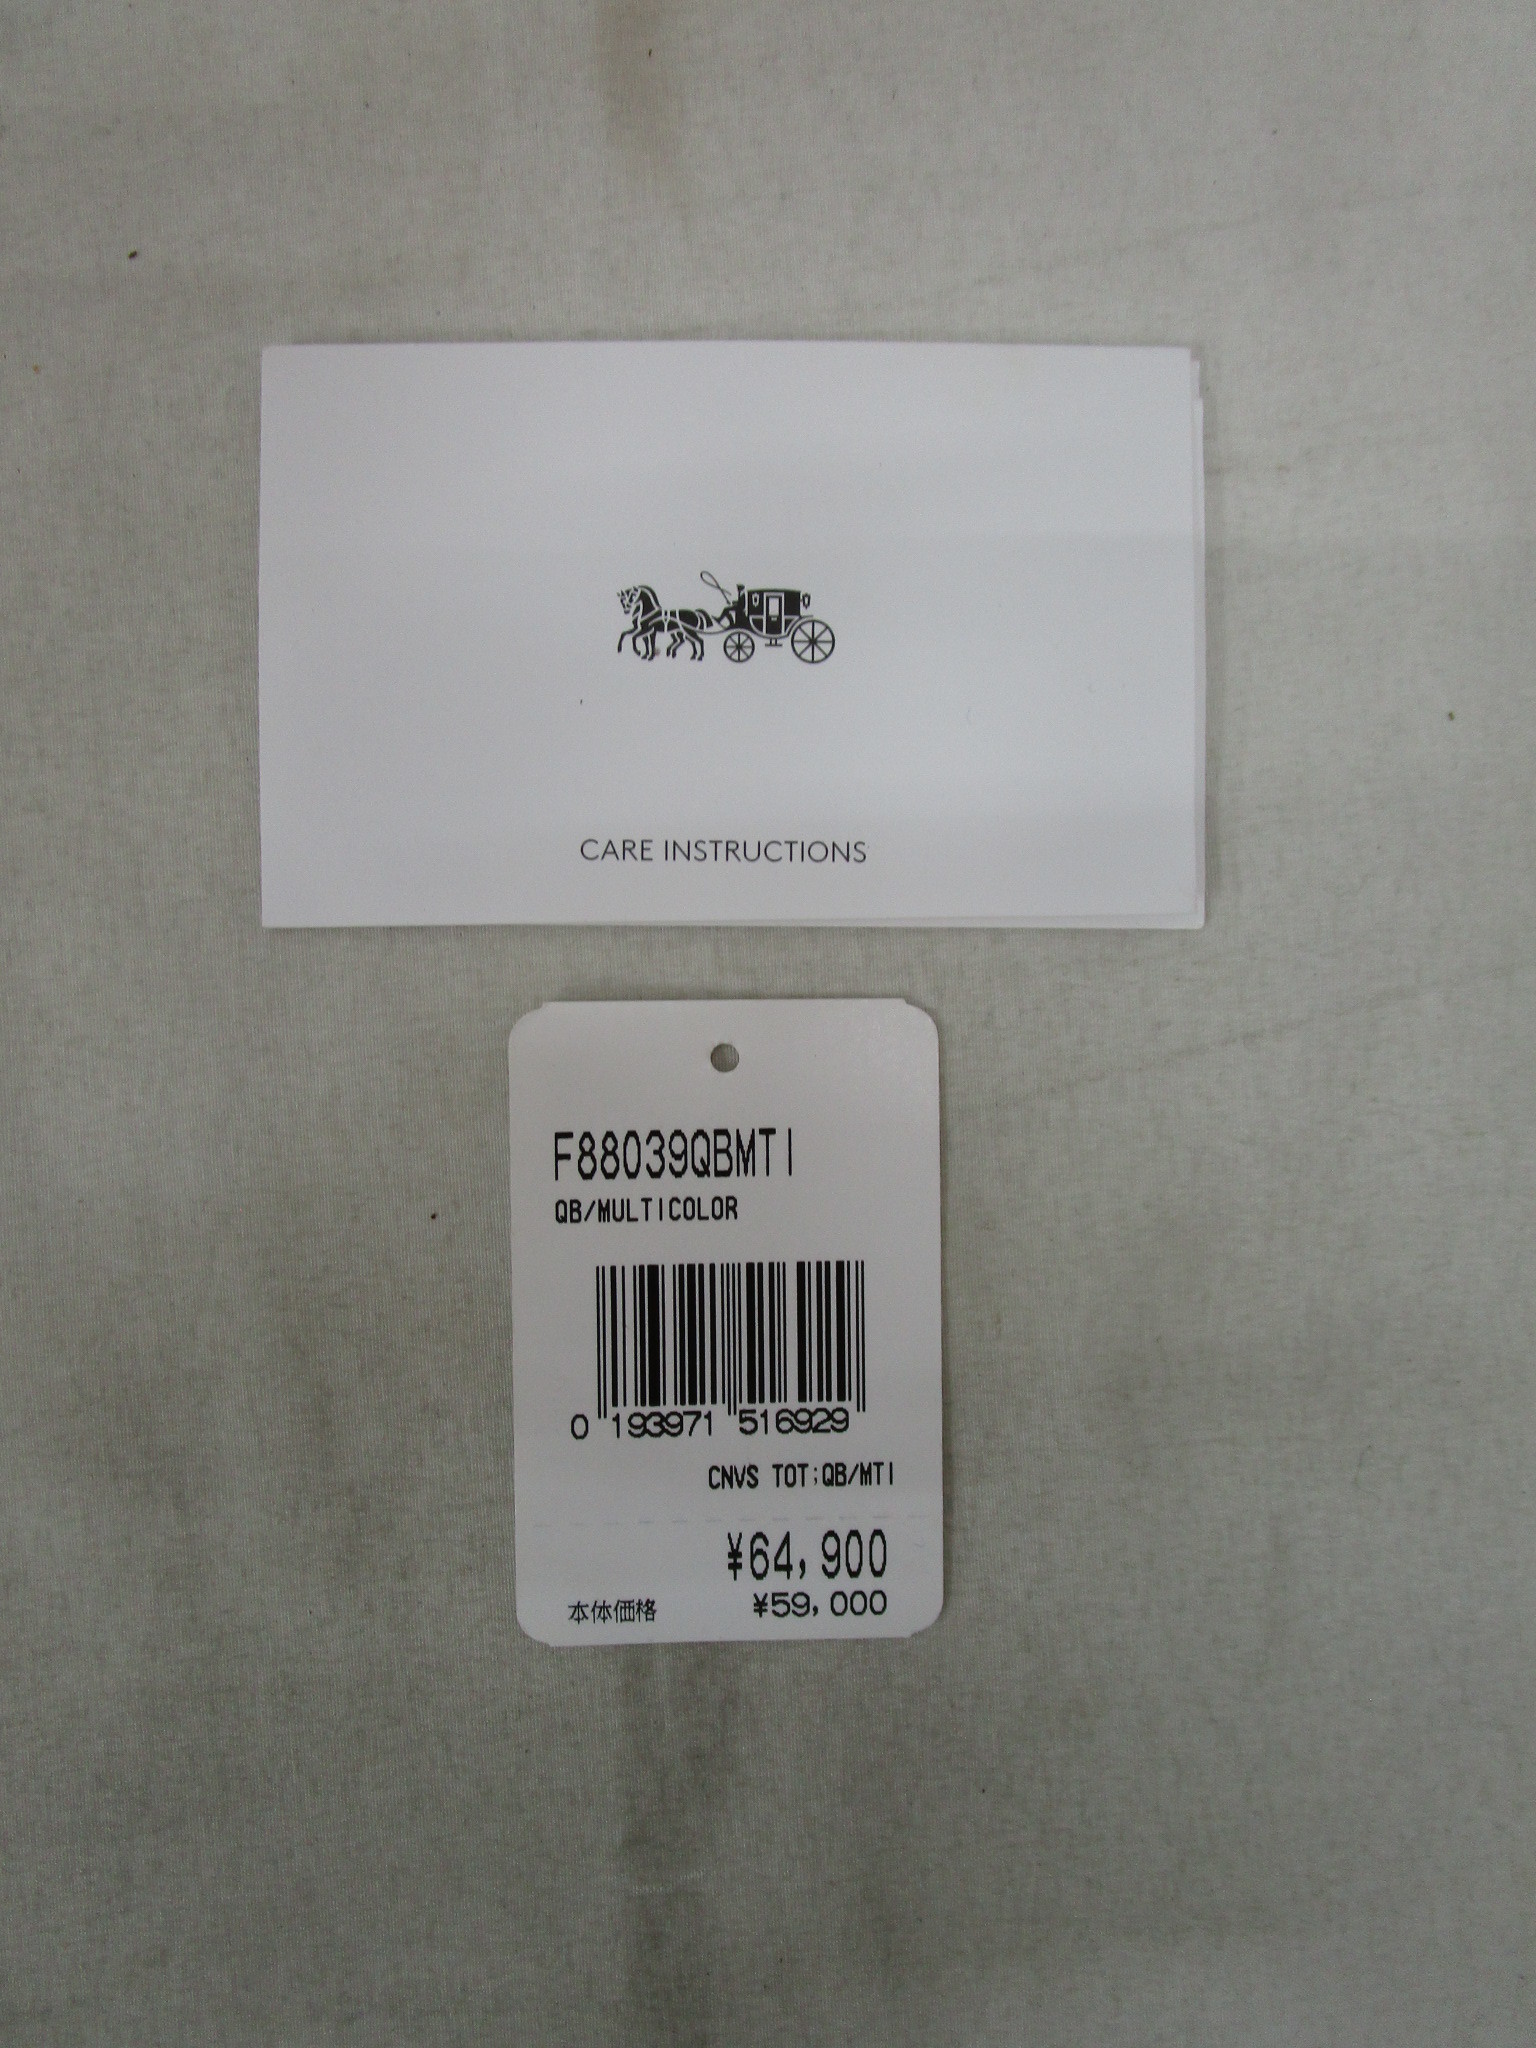 CARE INSTRUCTIONS
F88039QBMTI
QB/MULTICOLOR
0 193971 516929
CNVS TOT;QB/MTI
¥64,900
本体価格 ¥59,000